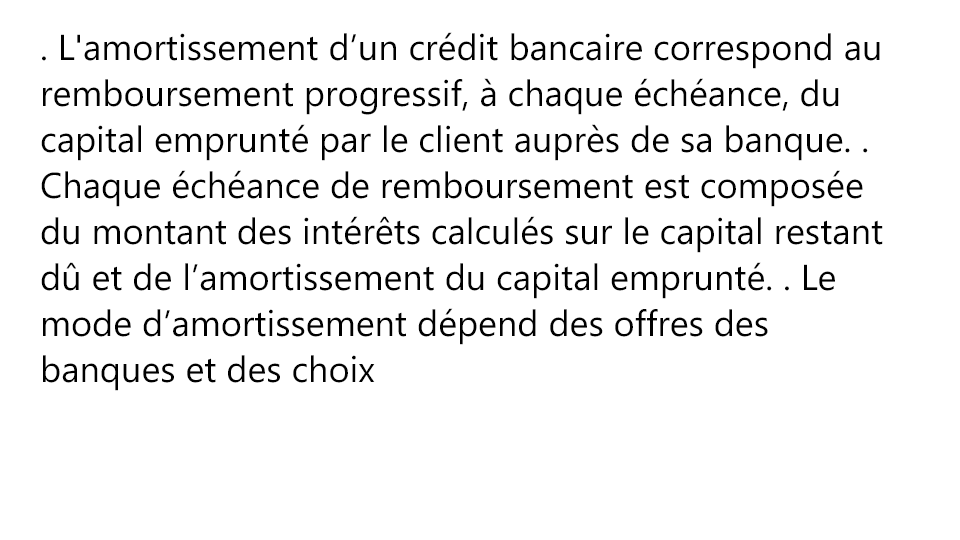 . L'amortissement d’un crédit bancaire correspond au
remboursement progressif, à chaque échéance, du
capital emprunté par le client auprès de sa banque. .
Chaque échéance de remboursement est composée
du montant des intérêts calculés sur le capital restant
dû et de l’amortissement du capital emprunté. . Le
mode d’amortissement dépend des offres des
banques et des choix